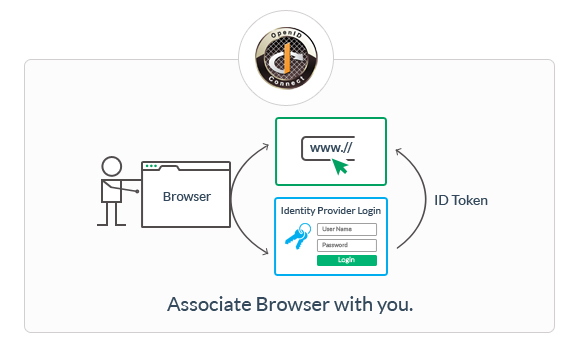 OpenID
Connect
www.//
Browser
Identity Provider Login
User Name
Password
Login
ID Token
Associate Browser with you.